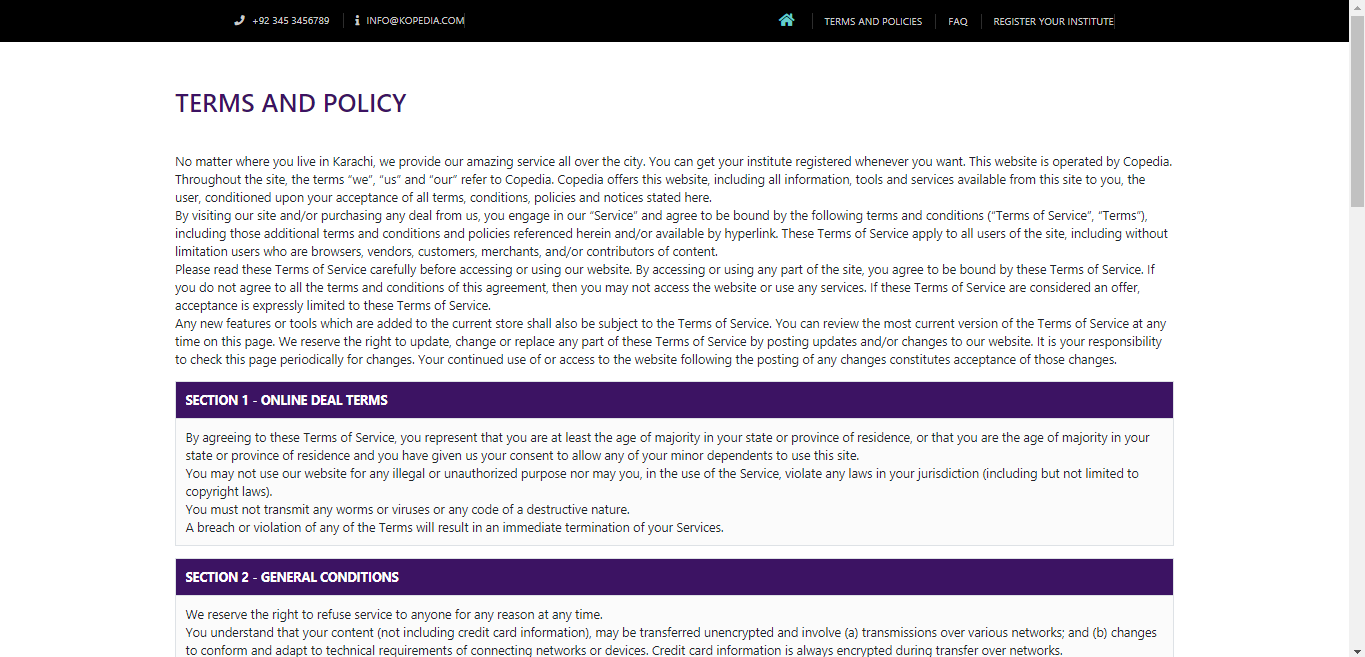 +92 345 3456789
INFO@KOPEDIA.COM
TERMS AND POLICIES
FAQ
REGISTER YOUR INSTITUTE
TERMS AND POLICY
No matter where you live in Karachi, we provide our amazing service all over the city. You can get your institute registered whenever you want. This website is operated by Copedia.
Throughout the site, the terms “we”, “us” and “our” refer to Copedia. Copedia offers this website, including all information, tools and services available from this site to you, the
user, conditioned upon your acceptance of all terms, conditions, policies and notices stated here.
By visiting our site and/or purchasing any deal from us, you engage in our “Service” and agree to be bound by the following terms and conditions (“Terms of Service”, “Terms”),
including those additional terms and conditions and policies referenced herein and/or available by hyperlink. These Terms of Service apply to all users of the site, including without
limitation users who are browsers, vendors, customers, merchants, and/or contributors of content.
Please read these Terms of Service carefully before accessing or using our website. By accessing or using any part of the site, you agree to be bound by these Terms of Service. If
you do not agree to all the terms and conditions of this agreement, then you may not access the website or use any services. If these Terms of Service are considered an offer,
acceptance is expressly limited to these Terms of Service.
Any new features or tools which are added to the current store shall also be subject to the Terms of Service. You can review the most current version of the Terms of Service at any
time on this page. We reserve the right to update, change or replace any part of these Terms of Service by posting updates and/or changes to our website. It is your responsibility
to check this page periodically for changes. Your continued use of or access to the website following the posting of any changes constitutes acceptance of those changes.
SECTION 1 - ONLINE DEAL TERMS
By agreeing to these Terms of Service, you represent that you are at least the age of majority in your state or province of residence, or that you are the age of majority in your
state or province of residence and you have given us your consent to allow any of your minor dependents to use this site.
You may not use our website for any illegal or unauthorized purpose nor may you, in the use of the Service, violate any laws in your jurisdiction (including but not limited to
copyright laws).
You must not transmit any worms or viruses or any code of a destructive nature.
A breach or violation of any of the Terms will result in an immediate termination of your Services.
SECTION 2 - GENERAL CONDITIONS
We reserve the right to refuse service to anyone for any reason at any time.
You understand that your content (not including credit card information), may be transferred unencrypted and involve (a) transmissions over various networks; and (b) changes
to conform and adapt to technical requirements of connecting networks or devices. Credit card information is always encrypted during transfer over networks.